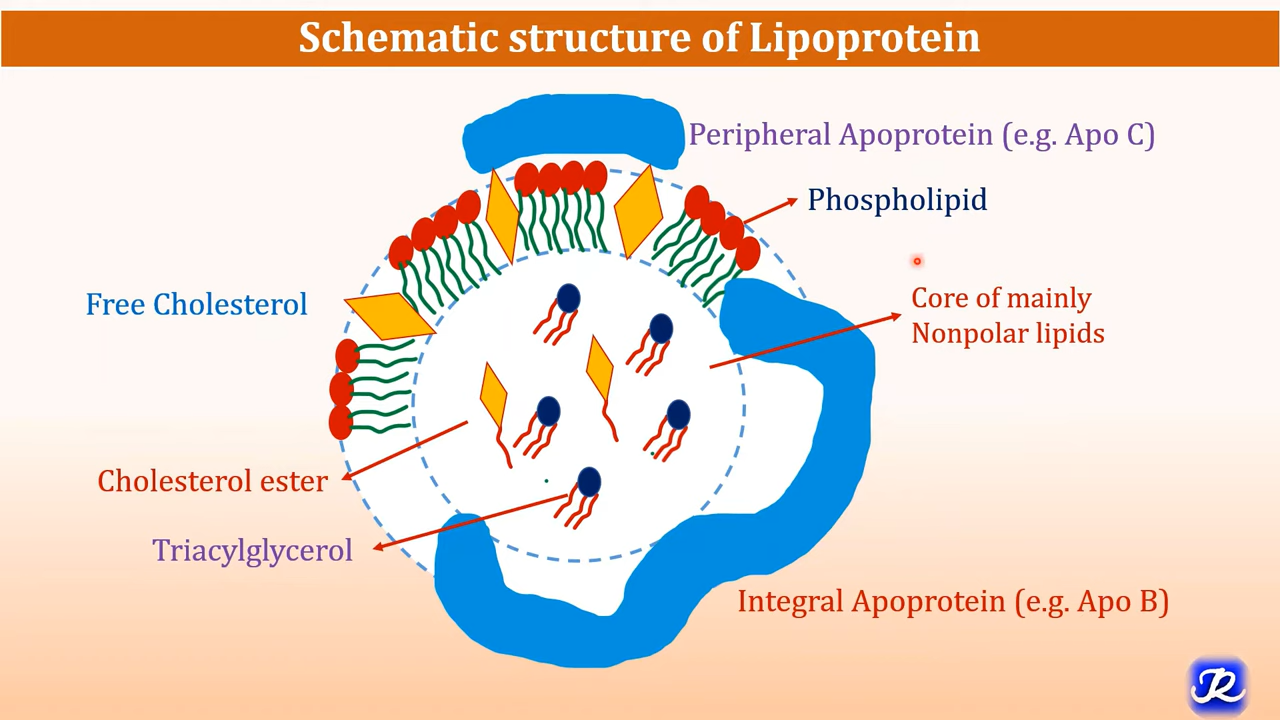 Schematic structure of Lipoprotein
Peripheral Apoprotein (e.g. Apo C)
Phospholipid
Free Cholesterol
Core of mainly
Nonpolar lipids
Cholesterol ester
Triacylglycerol
Integral Apoprotein (e.g. Apo B)
JR